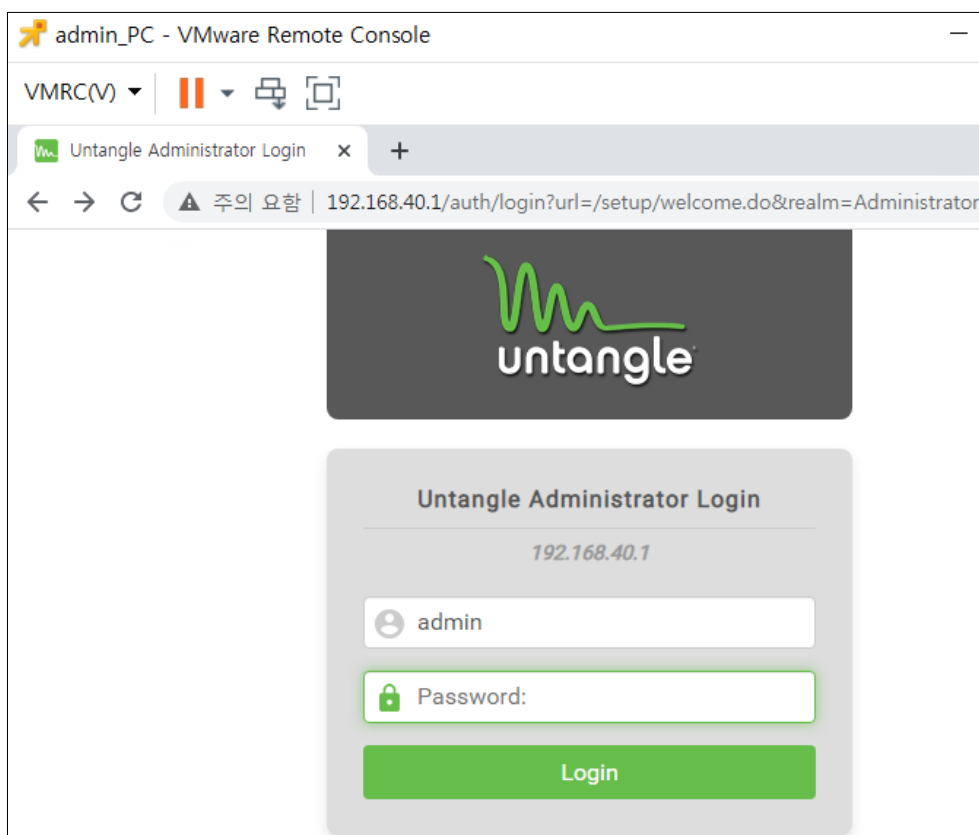 admin_PC - VMware Remote Console
VMRC(V)
Untangle Administrator Login
주의 요함 192.168.40.1/auth/login?url=/setup/welcome.do&realm=Administrator
untangle
Untangle Administrator Login
192.168.40.1
admin
Password:
Login